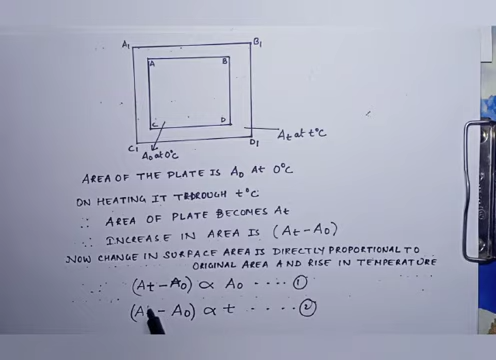 A₁ B₁
A B
C D
C₁ D₁
A₀ at 0°C
At at t°C
AREA OF THE PLATE IS A₀ At 0°C
ON HEATING IT THROUGH t°C
∴ AREA OF PLATE BECOMES At
∴ INCREASE IN AREA IS (At - A₀)
NOW CHANGE IN SURFACE AREA IS DIRECTLY PROPORTIONAL TO
ORIGINAL AREA AND RISE IN TEMPERATURE
∴ (At - A₀) ∝ A₀ ···· ①
(At - A₀) ∝ t ···· ②